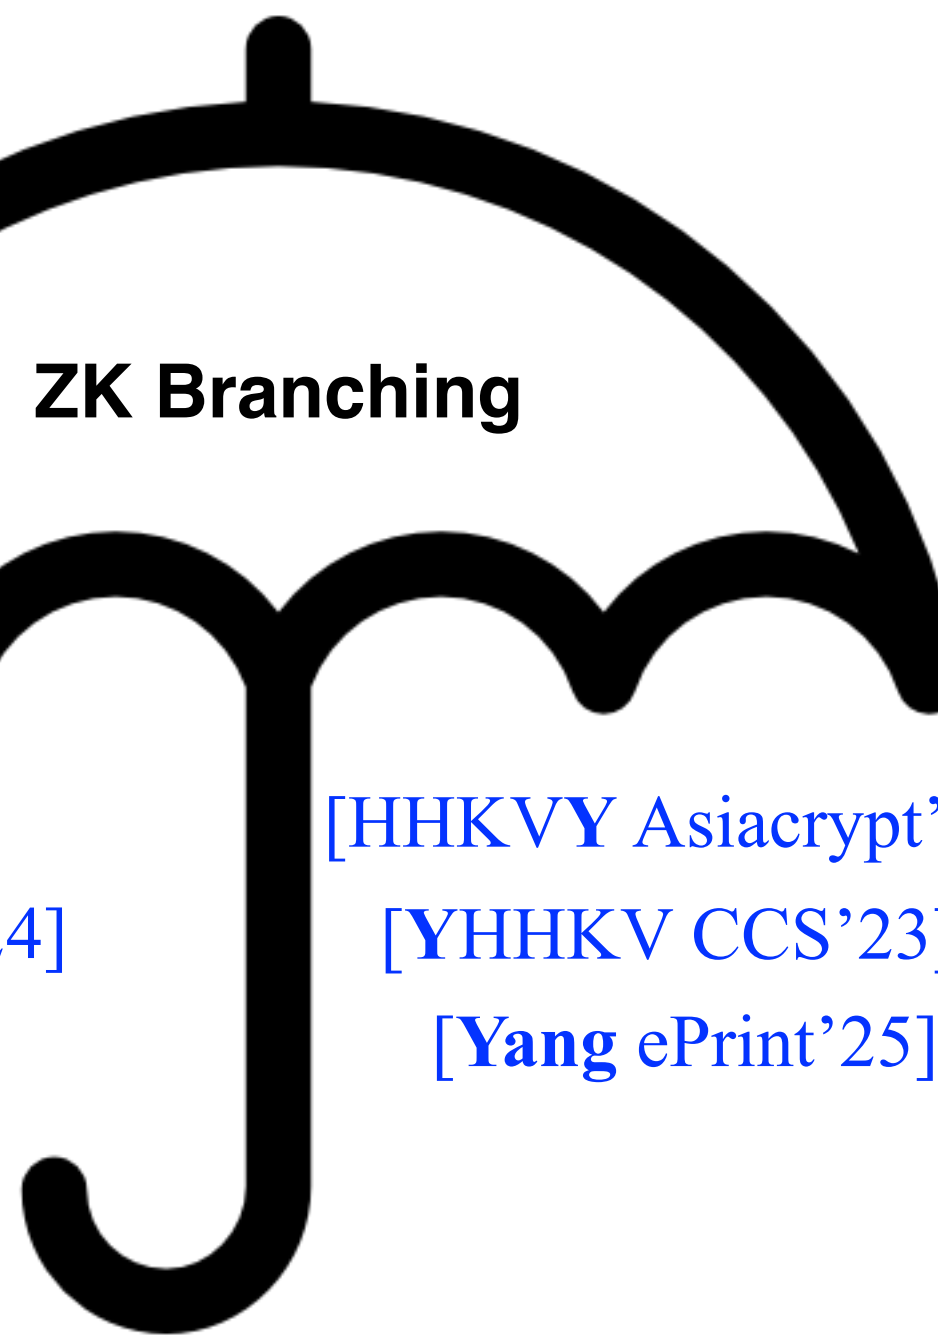 ZK Branching
[HHKVY Asiacrypt’
4]
[YHHKV CCS’23]
[Yang ePrint’25]